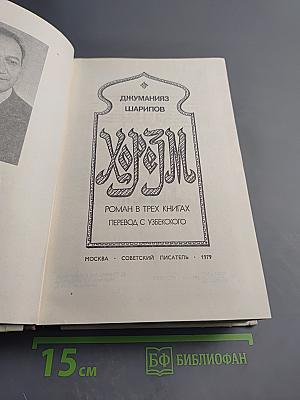 ДЖУМАНИЯЗ
ШАРИПОВ
ХОРЕЗМ
РОМАН В ТРЕХ КНИГАХ
ПЕРЕВОД С УЗБЕКСКОГО
МОСКВА · СОВЕТСКИЙ ПИСАТЕЛЬ · 1979
15 см
БФ БИБЛИОФАН